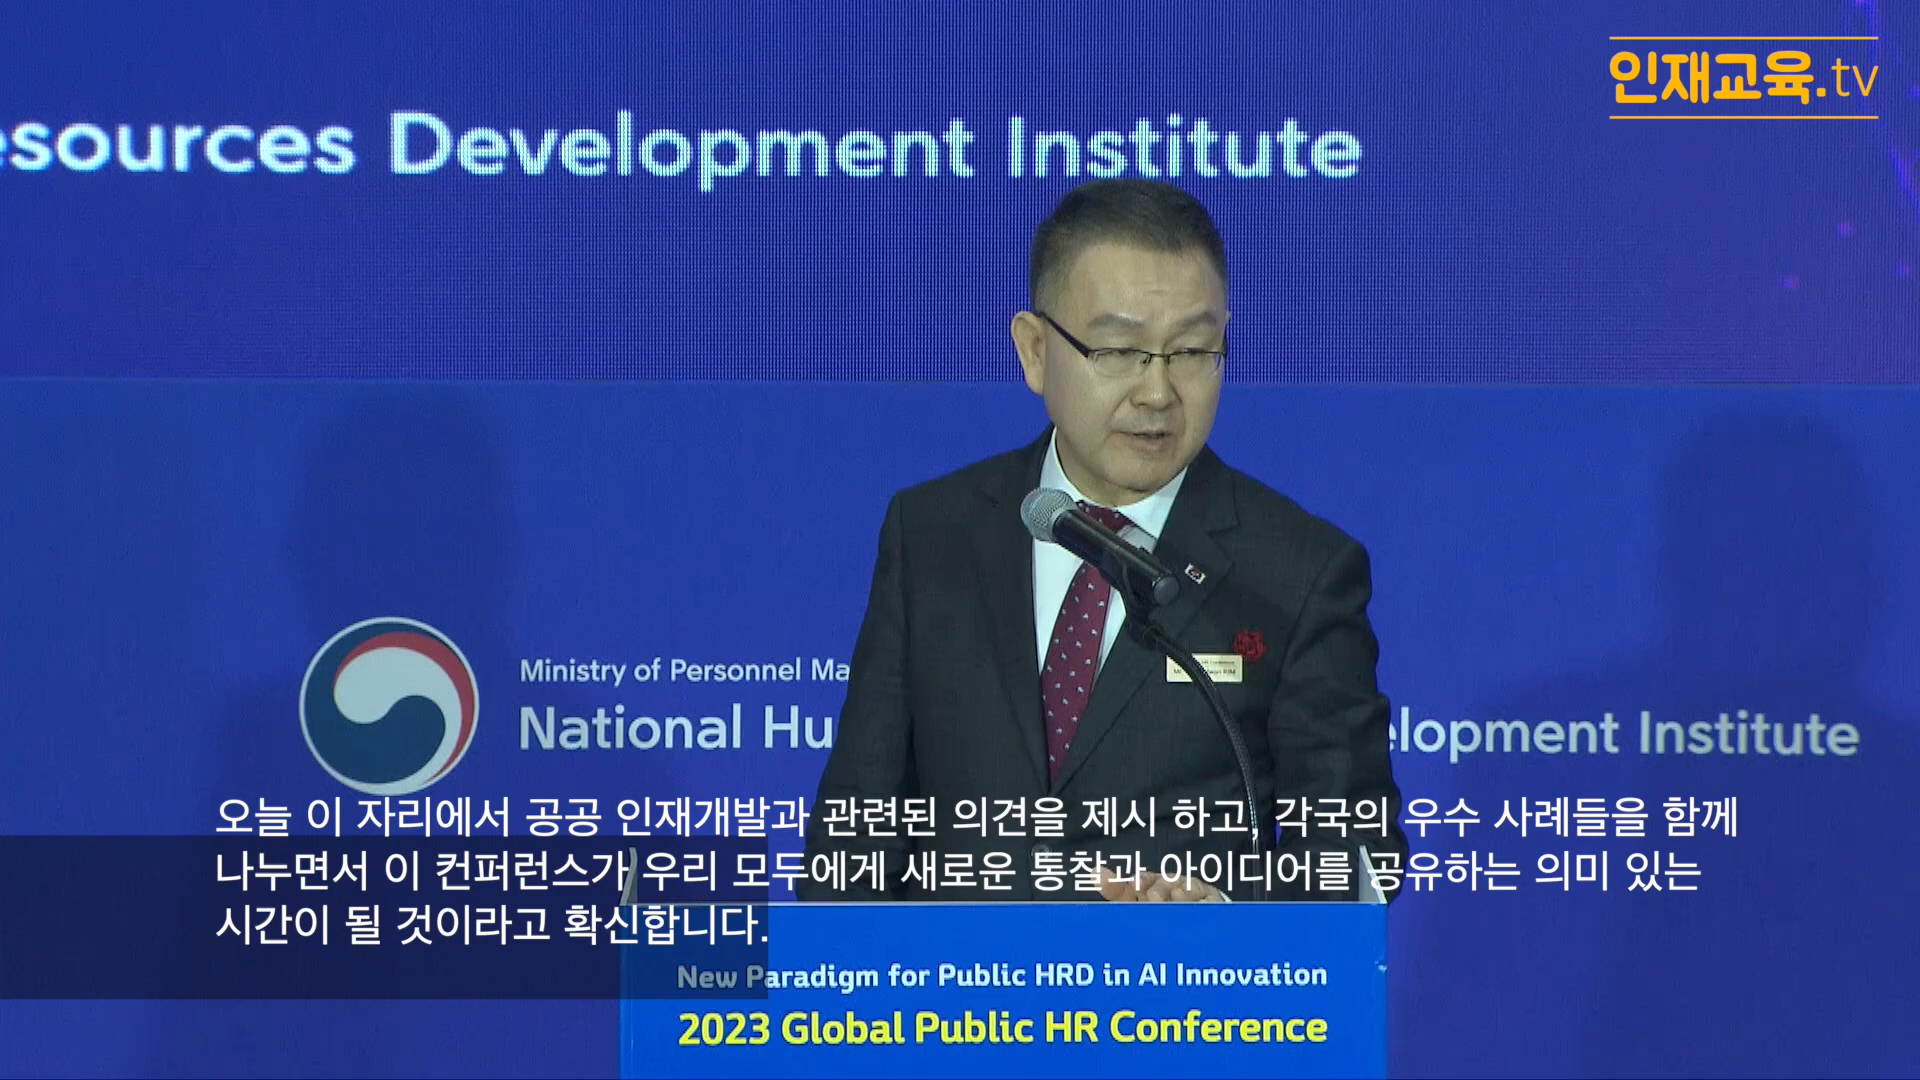 인재교육.tv
esources Development Institute
Ministry of Personnel Ma
National Hu
elopment Institute
오늘 이 자리에서 공공 인재개발과 관련된 의견을 제시 하고, 각국의 우수 사례들을 함께
나누면서 이 컨퍼런스가 우리 모두에게 새로운 통찰과 아이디어를 공유하는 의미 있는
시간이 될 것이라고 확신합니다.
New Paradigm for Public HRD in AI Innovation
2023 Global Public HR Conference